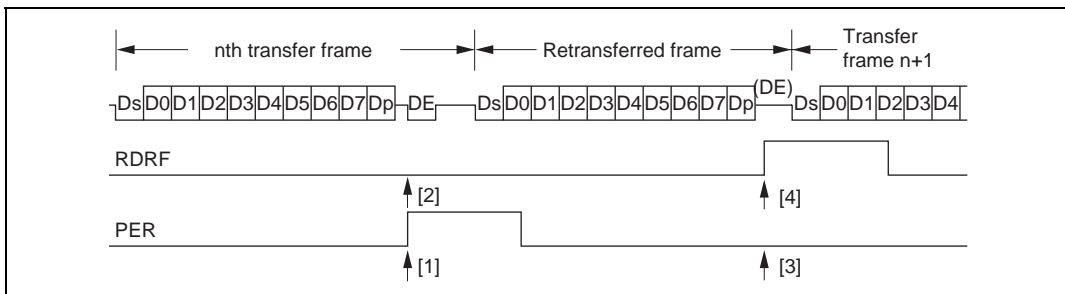 nth transfer frame Retransferred frame Transfer
frame n+1
(DE)
Ds D0 D1 D2 D3 D4 D5 D6 D7 Dp DE Ds D0 D1 D2 D3 D4 D5 D6 D7 Dp Ds D0 D1 D2 D3 D4
RDRF
[2] [4]
PER
[1] [3]